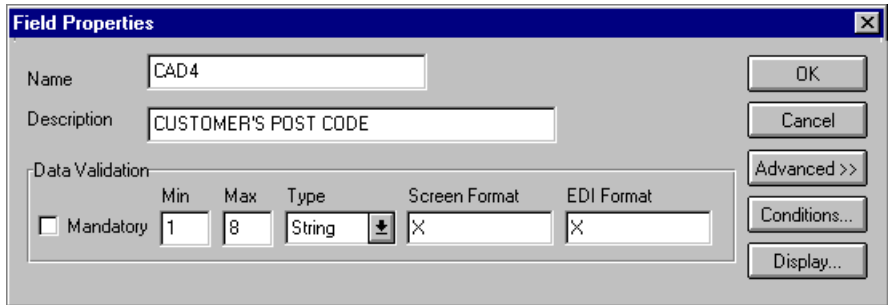 Field Properties
Name CAD4 OK
Description CUSTOMER'S POST CODE Cancel
Data Validation Advanced >>
Min Max Type Screen Format EDI Format
Mandatory 1 8 String X X Conditions...
Display...